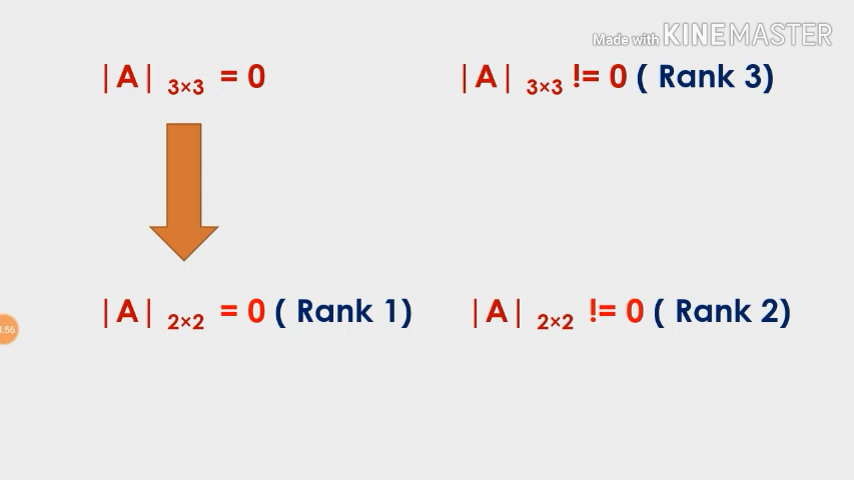 Made with KINEMASTER
|A| 3×3 = 0
|A| 3×3 != 0 ( Rank 3)
|A| 2×2 = 0 ( Rank 1)
|A| 2×2 != 0 ( Rank 2)
:56